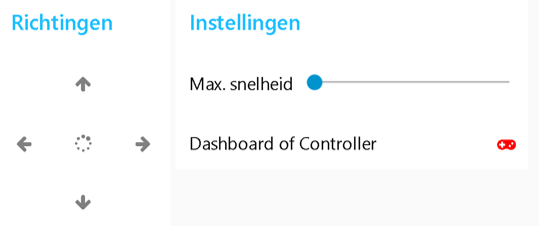 Richtingen
Instellingen
Max. snelheid
Dashboard of Controller